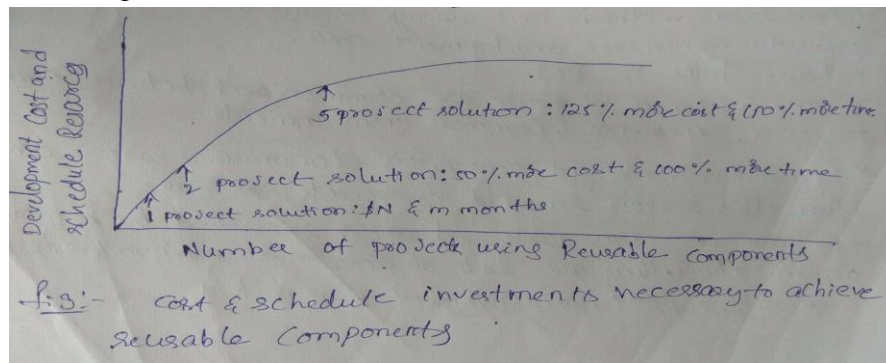 Development Cost and
schedule Resource
5 project solution : 125 % more cost & 150 % more time.
2 project solution : 50 % more cost & 100 % more time
1 project solution : $N & m months
Number of projects using Reusable Components
fig :- Cost & schedule investments necessary to achieve
reusable Components